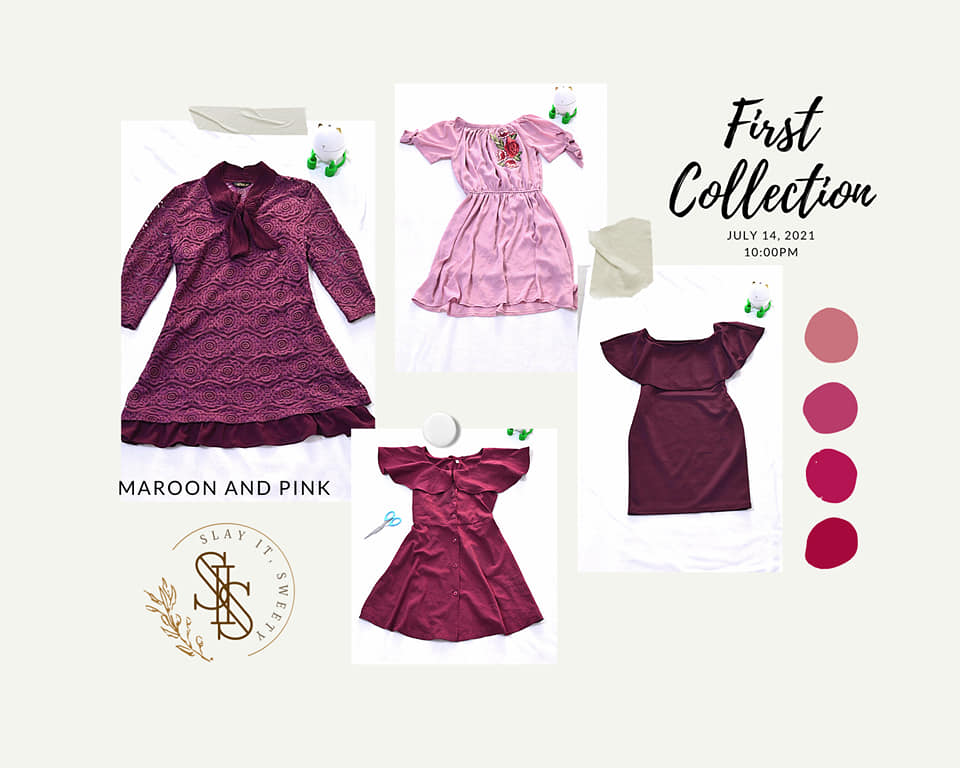 First
Collection
JULY 14, 2021
10:00PM
MAROON AND PINK
SLAY IT, SWEETY
SIS